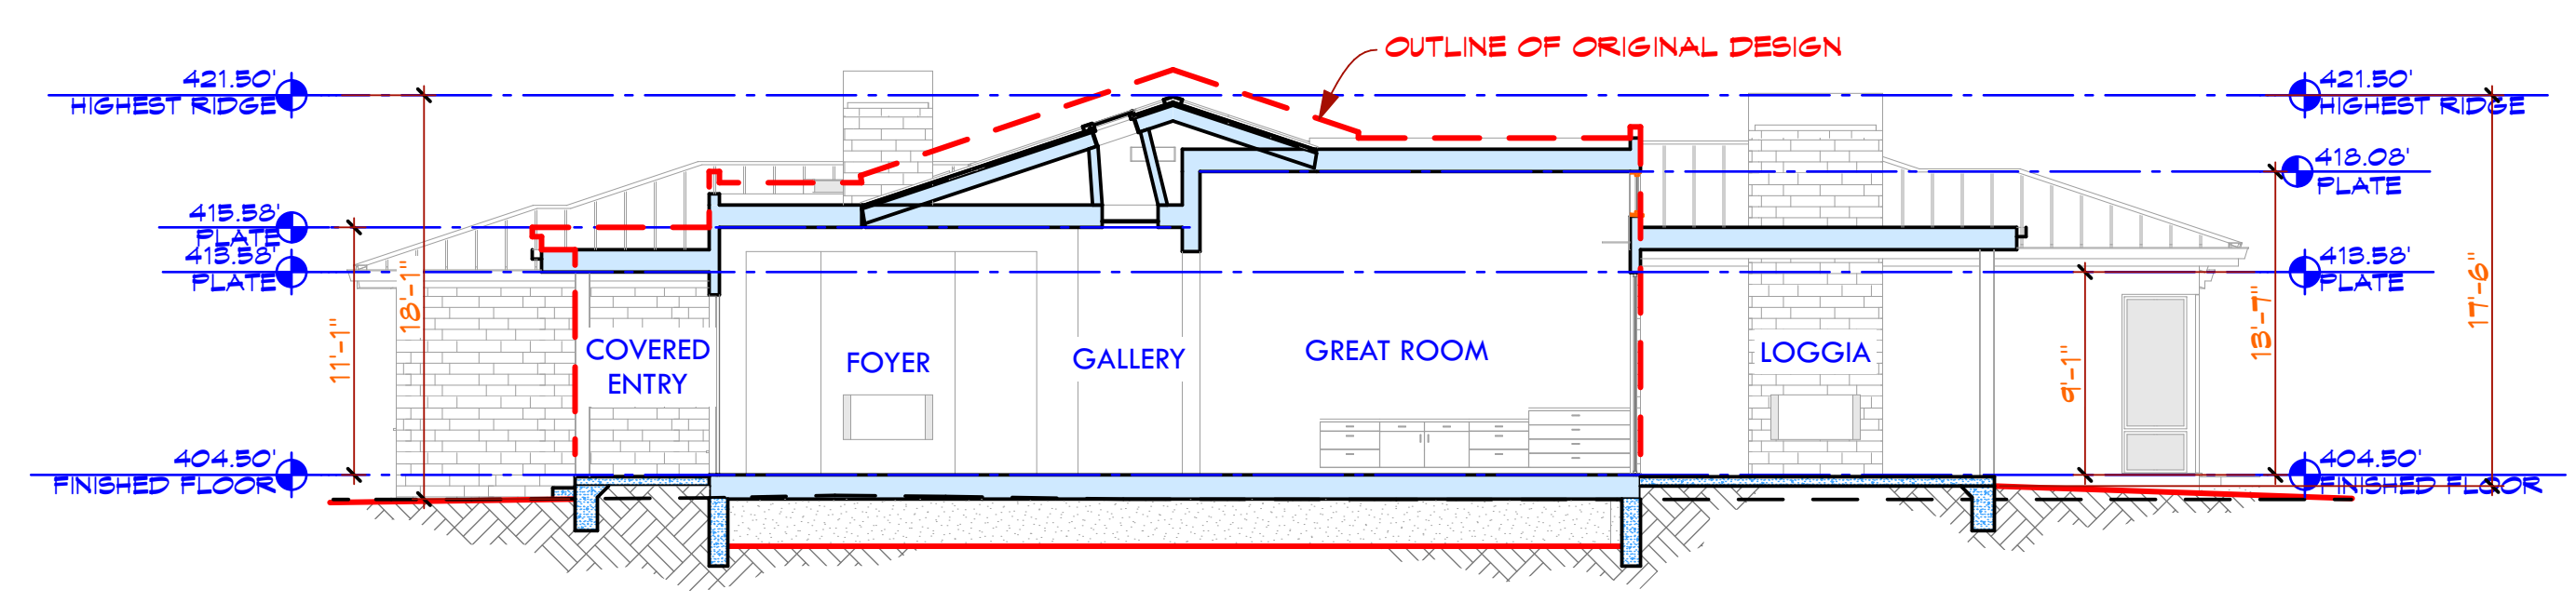 OUTLINE OF ORIGINAL DESIGN
421.50'
HIGHEST RIDGE
421.50'
HIGHEST RIDGE
418.08'
PLATE
415.58'
PLATE
413.58'
PLATE
413.58'
PLATE
18'-1"
11'-1"
COVERED
ENTRY
FOYER
GALLERY
GREAT ROOM
LOGGIA
9'-1"
13'-7"
17'-6"
404.50'
FINISHED FLOOR
404.50'
FINISHED FLOOR